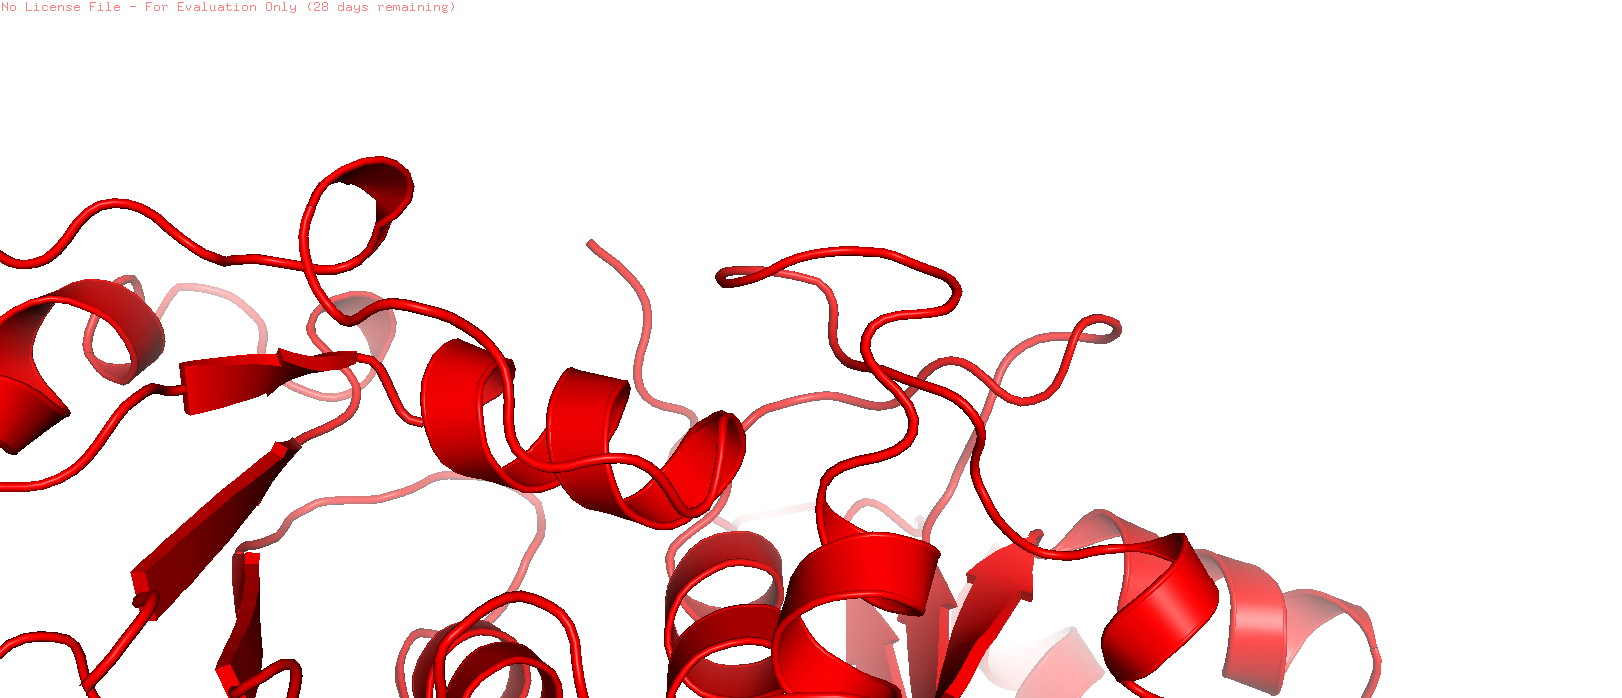 No License File - For Evaluation Only (28 days remaining)